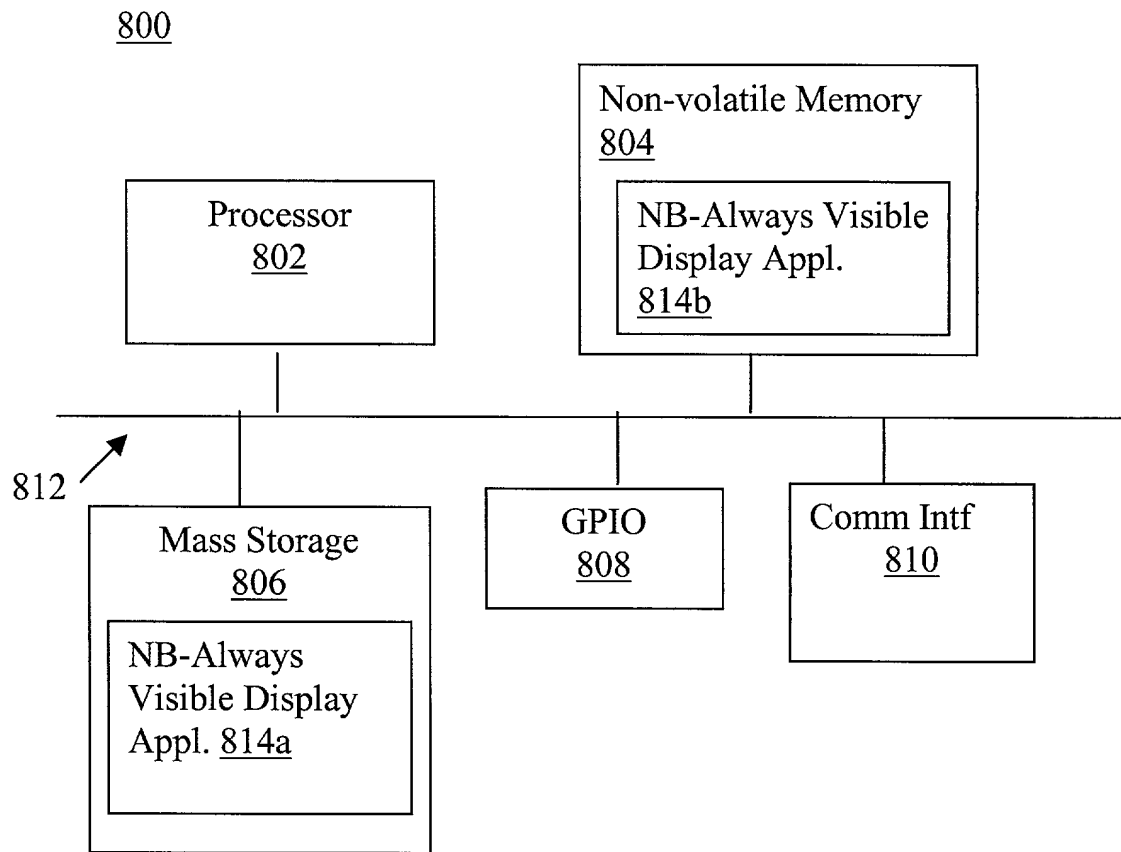 800
Non-volatile Memory
804
NB-Always Visible
Display Appl.
814b
Processor
802
812
Mass Storage
806
NB-Always
Visible Display
Appl. 814a
GPIO
808
Comm Intf
810